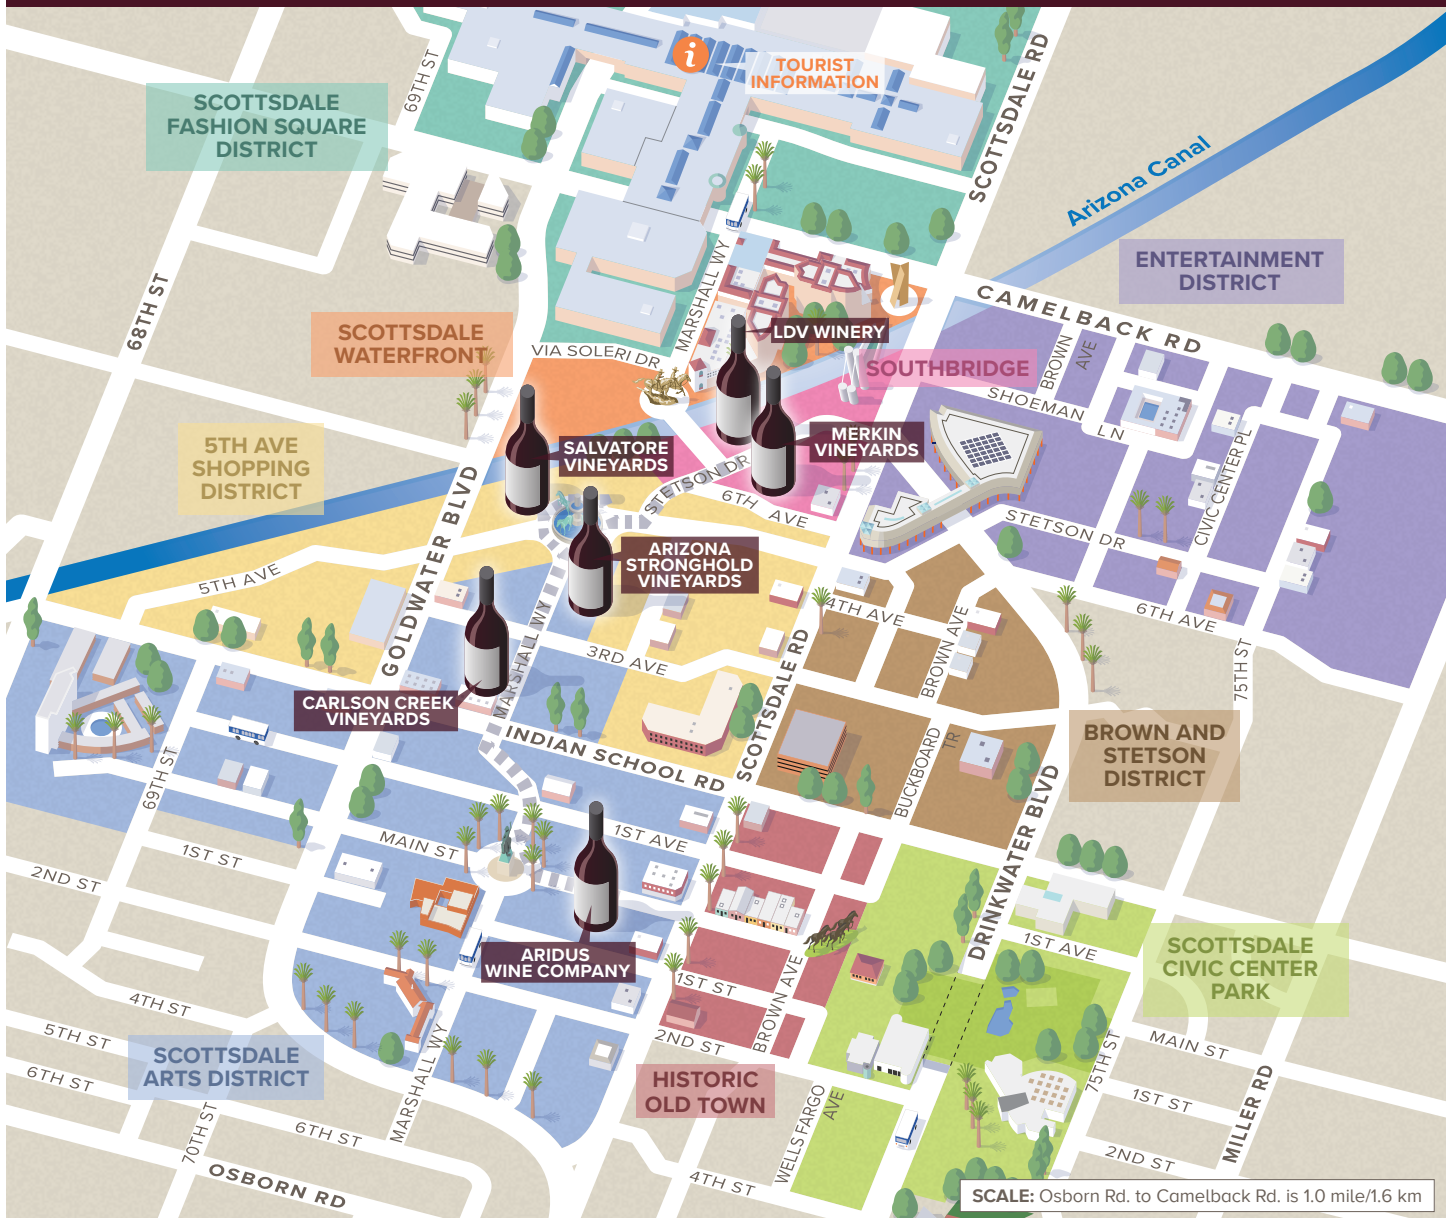 i
TOURIST
INFORMATION
SCOTTSDALE RD
69TH ST
SCOTTSDALE
FASHION SQUARE
DISTRICT
Arizona Canal
ENTERTAINMENT
DISTRICT
68TH ST
MARSHALL WY
CAMELBACK RD
SCOTTSDALE
WATERFRONT
LDV WINERY
VIA SOLERI DR
SOUTHBRIDGE
BROWN
AVE
SHOEMAN
LN
5TH AVE
SHOPPING
DISTRICT
SALVATORE
VINEYARDS
MERKIN
VINEYARDS
STETSON DR
6TH AVE
CIVIC CENTER PL
STETSON DR
GOLDWATER BLVD
ARIZONA
STRONGHOLD
VINEYARDS
5TH AVE
4TH AVE
6TH AVE
MARSHALL WY
3RD AVE
BROWN AVE
SCOTTSDALE RD
75TH ST
CARLSON CREEK
VINEYARDS
INDIAN SCHOOL RD
BUCKBOARD
TR
BROWN AND
STETSON
DISTRICT
69TH ST
DRINKWATER BLVD
MAIN ST
1ST AVE
1ST ST
2ND ST
ARIDUS
WINE COMPANY
1ST AVE
SCOTTSDALE
CIVIC CENTER
PARK
1ST ST
BROWN AVE
4TH ST
5TH ST
2ND ST
MAIN ST
SCOTTSDALE
ARTS DISTRICT
MARSHALL WY
6TH ST
HISTORIC
OLD TOWN
75TH ST
1ST ST
WELLS FARGO
AVE
MILLER RD
70TH ST
6TH ST
2ND ST
OSBORN RD
4TH ST
SCALE: Osborn Rd. to Camelback Rd. is 1.0 mile/1.6 km